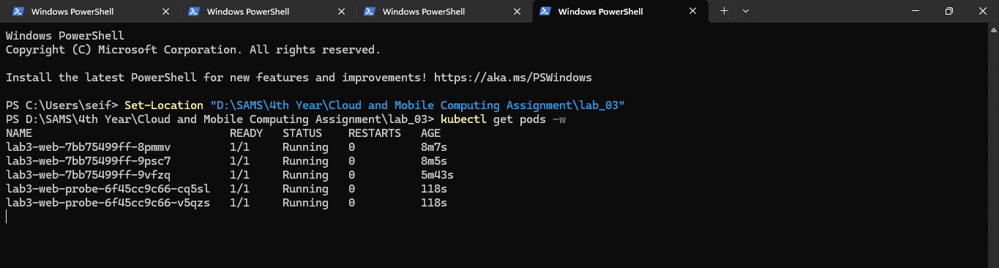 Windows PowerShell Windows PowerShell Windows PowerShell Windows PowerShell
Windows PowerShell
Copyright (C) Microsoft Corporation. All rights reserved.
Install the latest PowerShell for new features and improvements! https://aka.ms/PSWindows
PS C:\Users\seif> Set-Location "D:\SAMS\4th Year\Cloud and Mobile Computing Assignment\lab_03"
PS D:\SAMS\4th Year\Cloud and Mobile Computing Assignment\lab_03> kubectl get pods -w
NAME READY STATUS RESTARTS AGE
lab3-web-7bb75499ff-8pmmv 1/1 Running 0 8m7s
lab3-web-7bb75499ff-9psc7 1/1 Running 0 8m5s
lab3-web-7bb75499ff-9vfzq 1/1 Running 0 5m43s
lab3-web-probe-6f45cc9c66-cq5sl 1/1 Running 0 118s
lab3-web-probe-6f45cc9c66-v5qzs 1/1 Running 0 118s